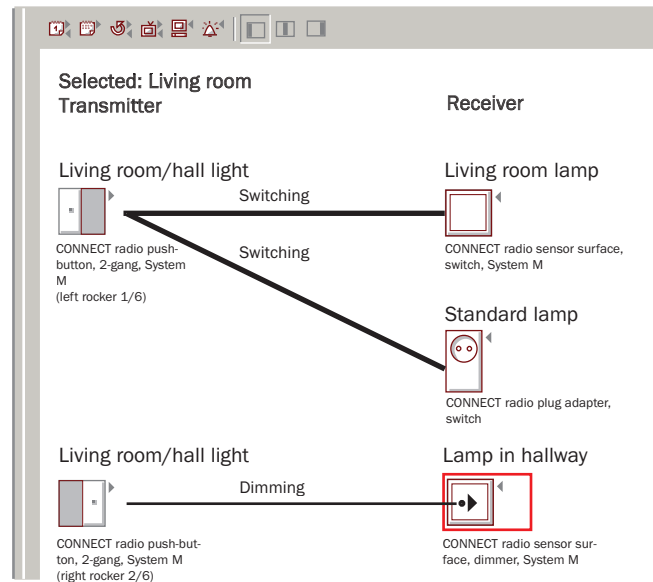 Selected: Living room
Transmitter
Receiver
Living room/hall light
Living room lamp
Switching
CONNECT radio push-
button, 2-gang, System
M
(left rocker 1/6)
Switching
CONNECT radio sensor surface,
switch, System M
Standard lamp
CONNECT radio plug adapter,
switch
Living room/hall light
Lamp in hallway
Dimming
CONNECT radio push-but-
ton, 2-gang, System M
(right rocker 2/6)
CONNECT radio sensor sur-
face, dimmer, System M